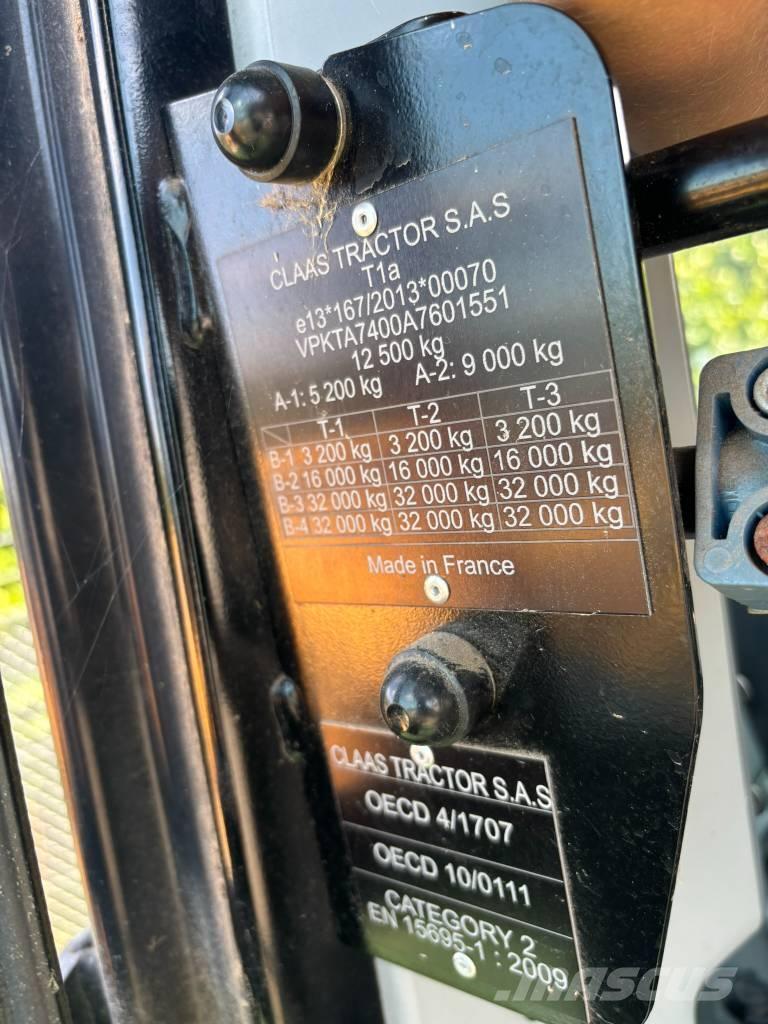 CLAAS TRACTOR S.A.S
T1a
e13*167/2013*00070
VPKTA7400A7601551
12 500 kg
A-1: 5 200 kg A-2: 9 000 kg
T-1 T-2 T-3
B-1 3 200 kg 3 200 kg 3 200 kg
B-2 16 000 kg 16 000 kg 16 000 kg
B-3 32 000 kg 32 000 kg 32 000 kg
B-4 32 000 kg 32 000 kg 32 000 kg
Made in France
CLAAS TRACTOR S.A.S
OECD 4/1707
OECD 10/0111
CATEGORY 2
EN 15695-1 : 2009
MASCUS